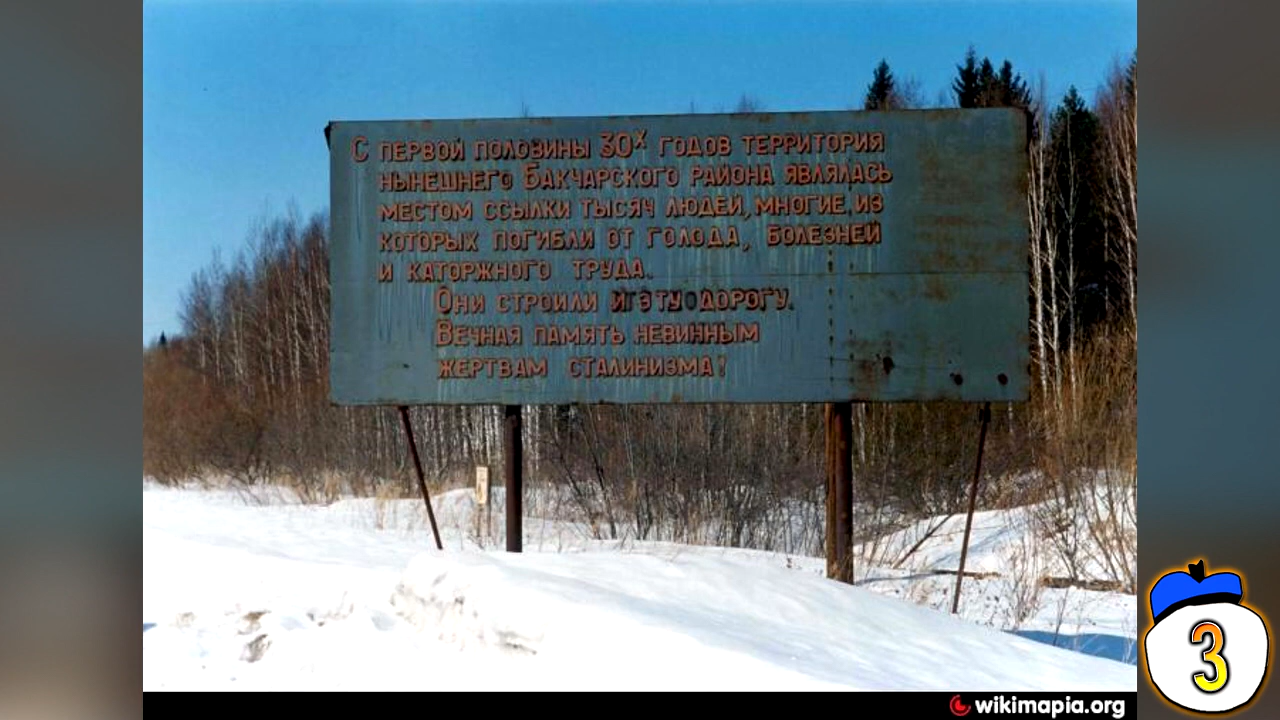 С первой половины 30х годов территория
нынешнего Бакчарского района являлась
местом ссылки тысяч людей, многие из
которых погибли от голода, болезней
и каторжного труда.
Они строили и эту дорогу.
Вечная память невинным
жертвам сталинизма!
wikimapia.org
3